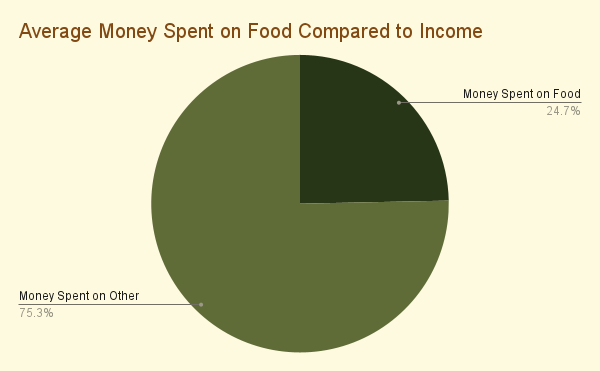 Average Money Spent on Food Compared to Income
Money Spent on Food
24.7%
Money Spent on Other
75.3%